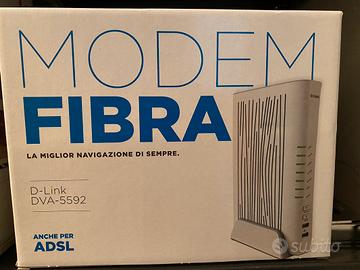 MODEM
FIBRA
LA MIGLIOR NAVIGAZIONE DI SEMPRE.
D-Link
DVA-5592
ANCHE PER
ADSL
subito